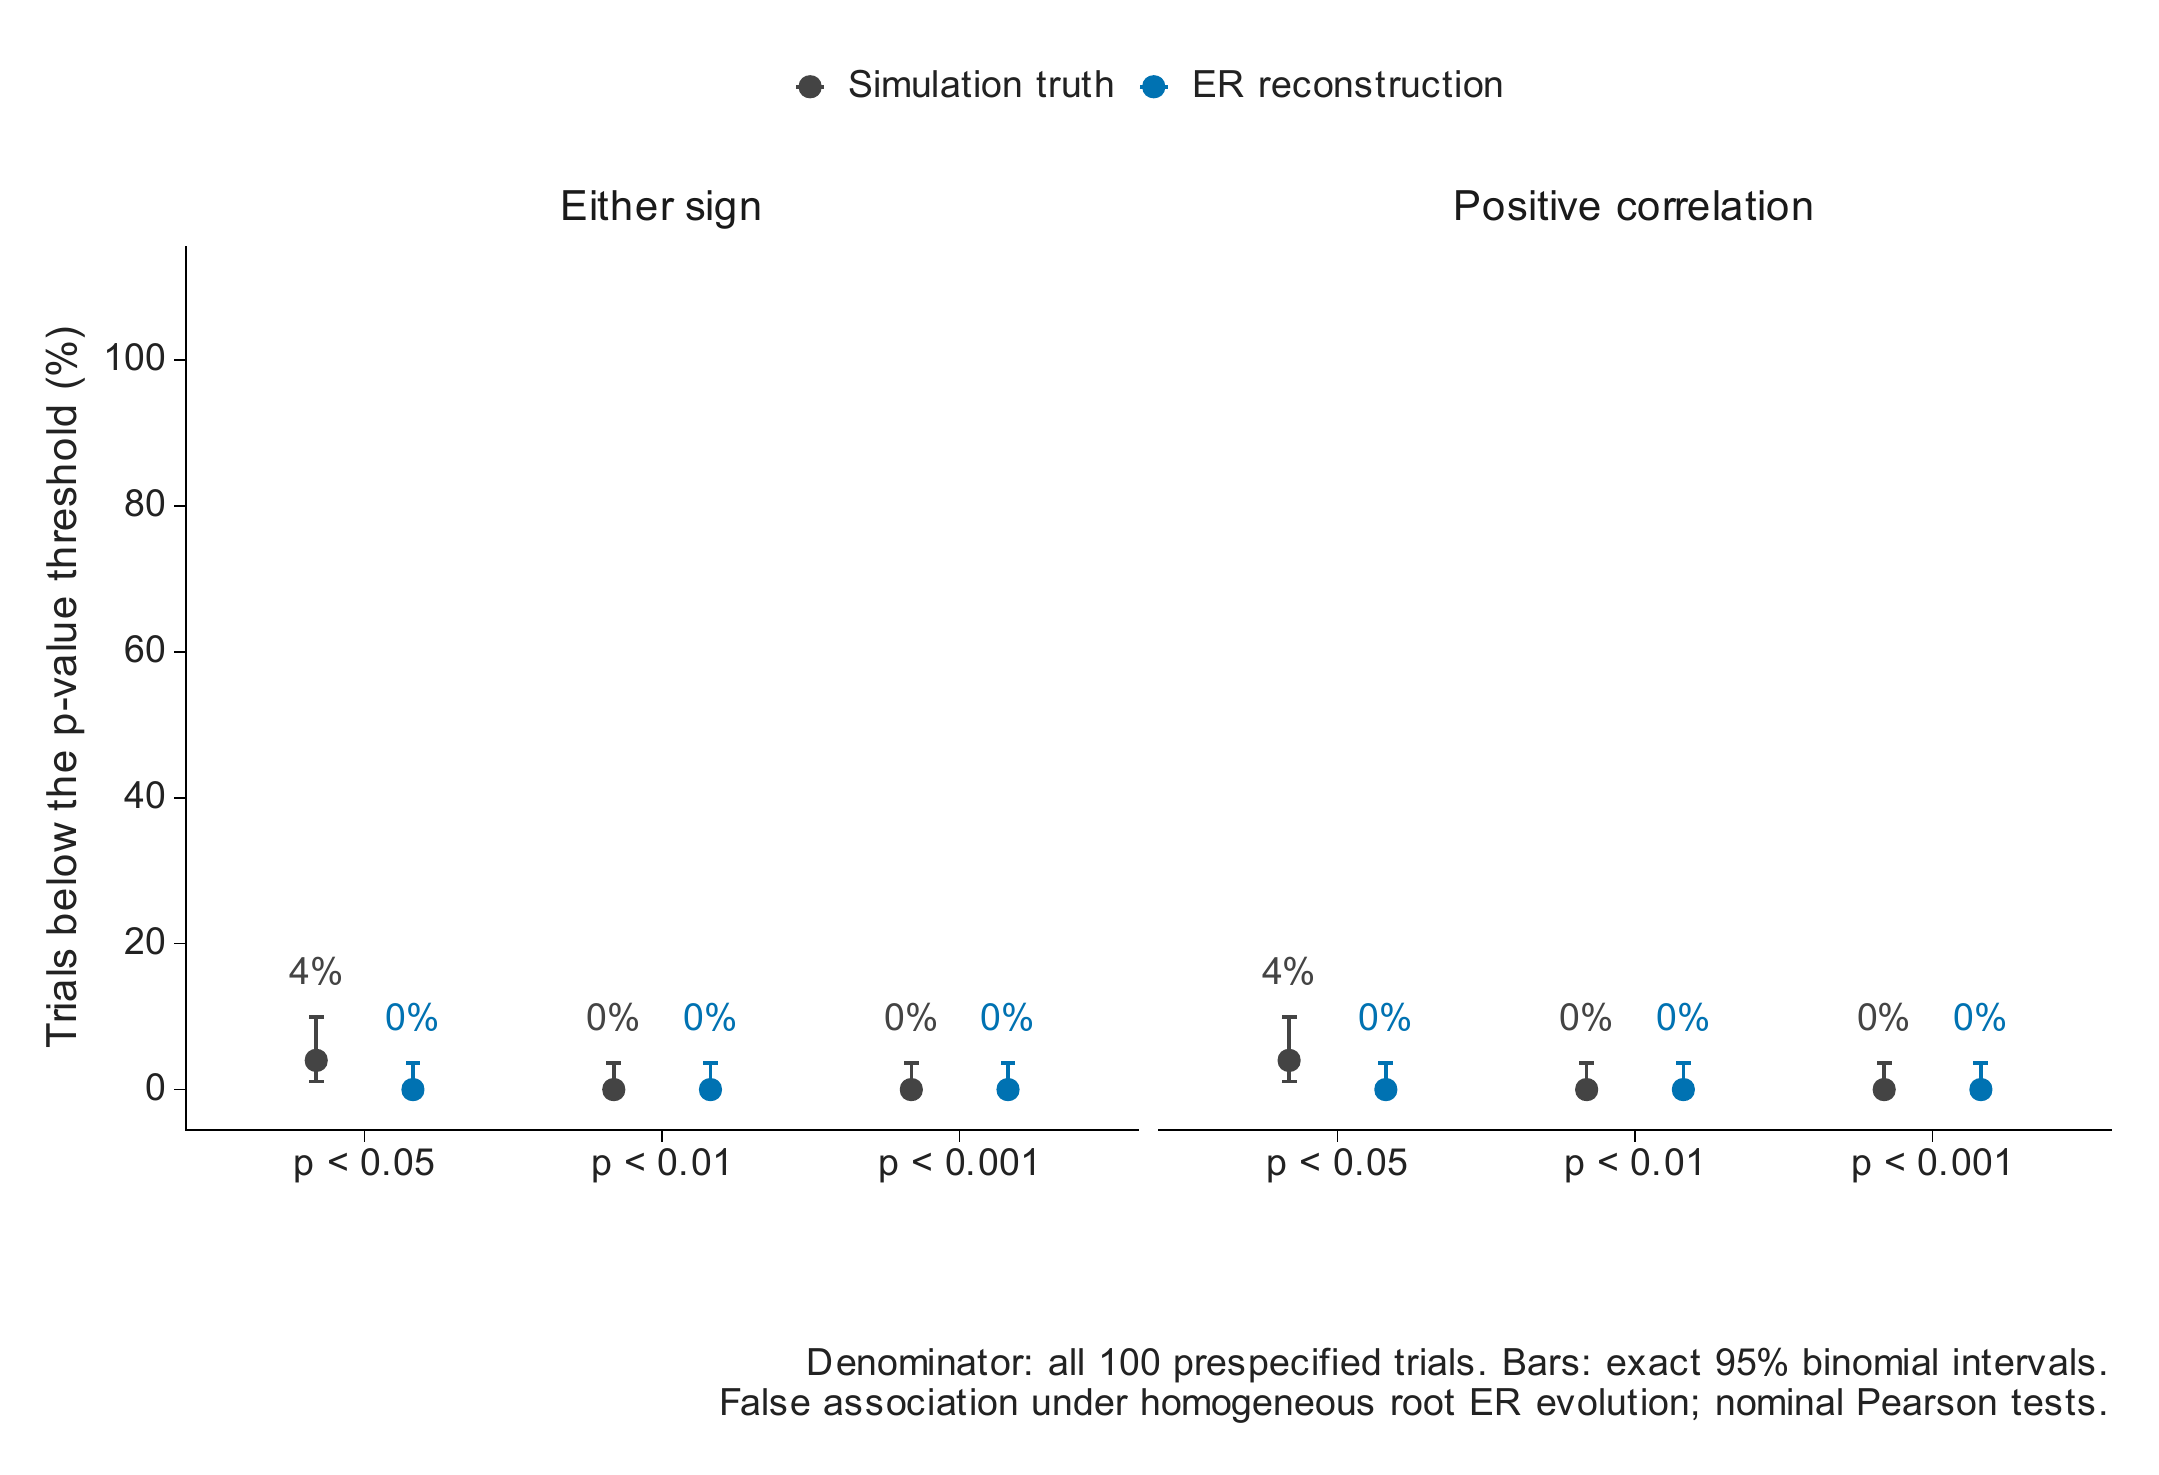 Simulation truth ER reconstruction
Either sign
Positive correlation
Trials below the p-value threshold (%)
100
80
60
40
20
0
4% 0% 0% 0% 0% 0%
4% 0% 0% 0% 0% 0%
p < 0.05 p < 0.01 p < 0.001
p < 0.05 p < 0.01 p < 0.001
Denominator: all 100 prespecified trials. Bars: exact 95% binomial intervals.
False association under homogeneous root ER evolution; nominal Pearson tests.